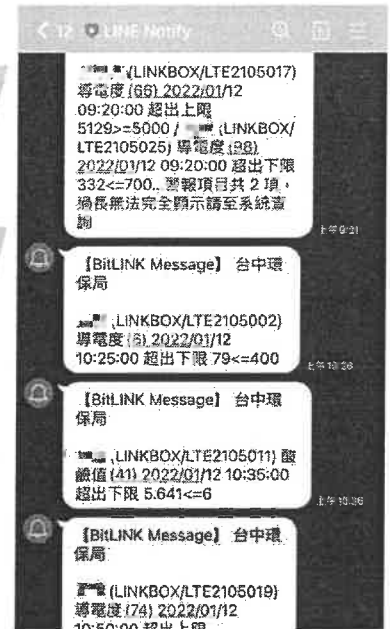 12 LINE Notify
(LINKBOX/LTE2105017)
導電度 (66) 2022/01/12
09:20:00 超出上限
5129>=5000 / (LINKBOX/
LTE2105025) 導電度 (98)
2022/01/12 09:20:00 超出下限
332<=700.. 警報項目共 2 項,
過長無法完全顯示請至系統查
詢
上午9:21
【BitLINK Message】 台中環
保局
(LINKBOX/LTE2105002)
導電度 (6) 2022/01/12
10:25:00 超出下限 79<=400
上午10:26
【BitLINK Message】 台中環
保局
(LINKBOX/LTE2105011) 酸
鹼值 (41) 2022/01/12 10:35:00
超出下限 5.641<=6
上午10:36
【BitLINK Message】 台中環
保局
(LINKBOX/LTE2105019)
導電度 (74) 2022/01/12
10:50:00 超出上限